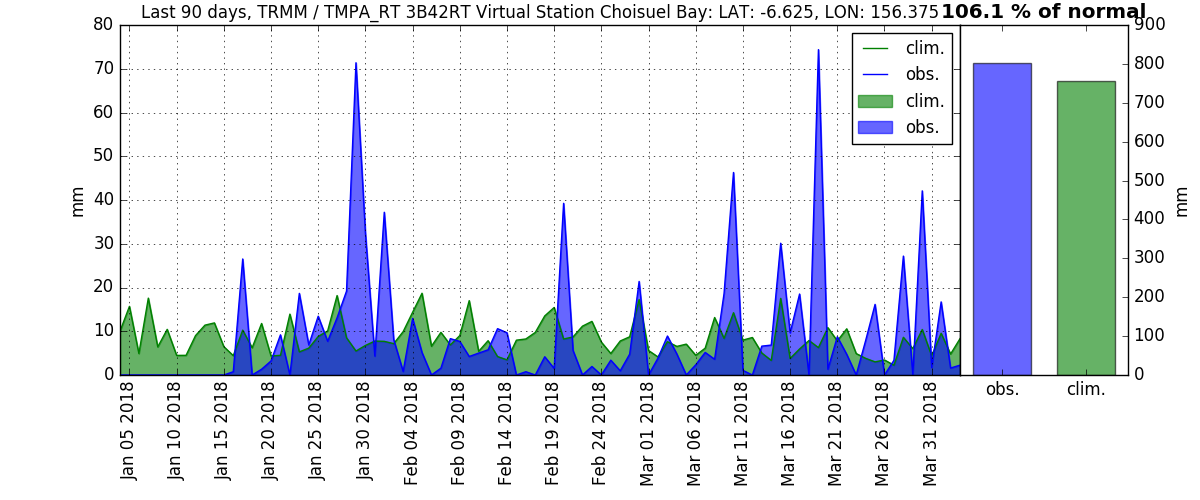 Last 90 days, TRMM / TMPA_RT 3B42RT Virtual Station Choisuel Bay: LAT: -6.625, LON: 156.375
106.1 % of normal
80
70
60
50
40
30
20
10
0
mm
clim.
obs.
clim.
obs.
900
800
700
600
500
400
300
200
100
0
mm
Jan 05 2018
Jan 10 2018
Jan 15 2018
Jan 20 2018
Jan 25 2018
Jan 30 2018
Feb 04 2018
Feb 09 2018
Feb 14 2018
Feb 19 2018
Feb 24 2018
Mar 01 2018
Mar 06 2018
Mar 11 2018
Mar 16 2018
Mar 21 2018
Mar 26 2018
Mar 31 2018
obs.
clim.